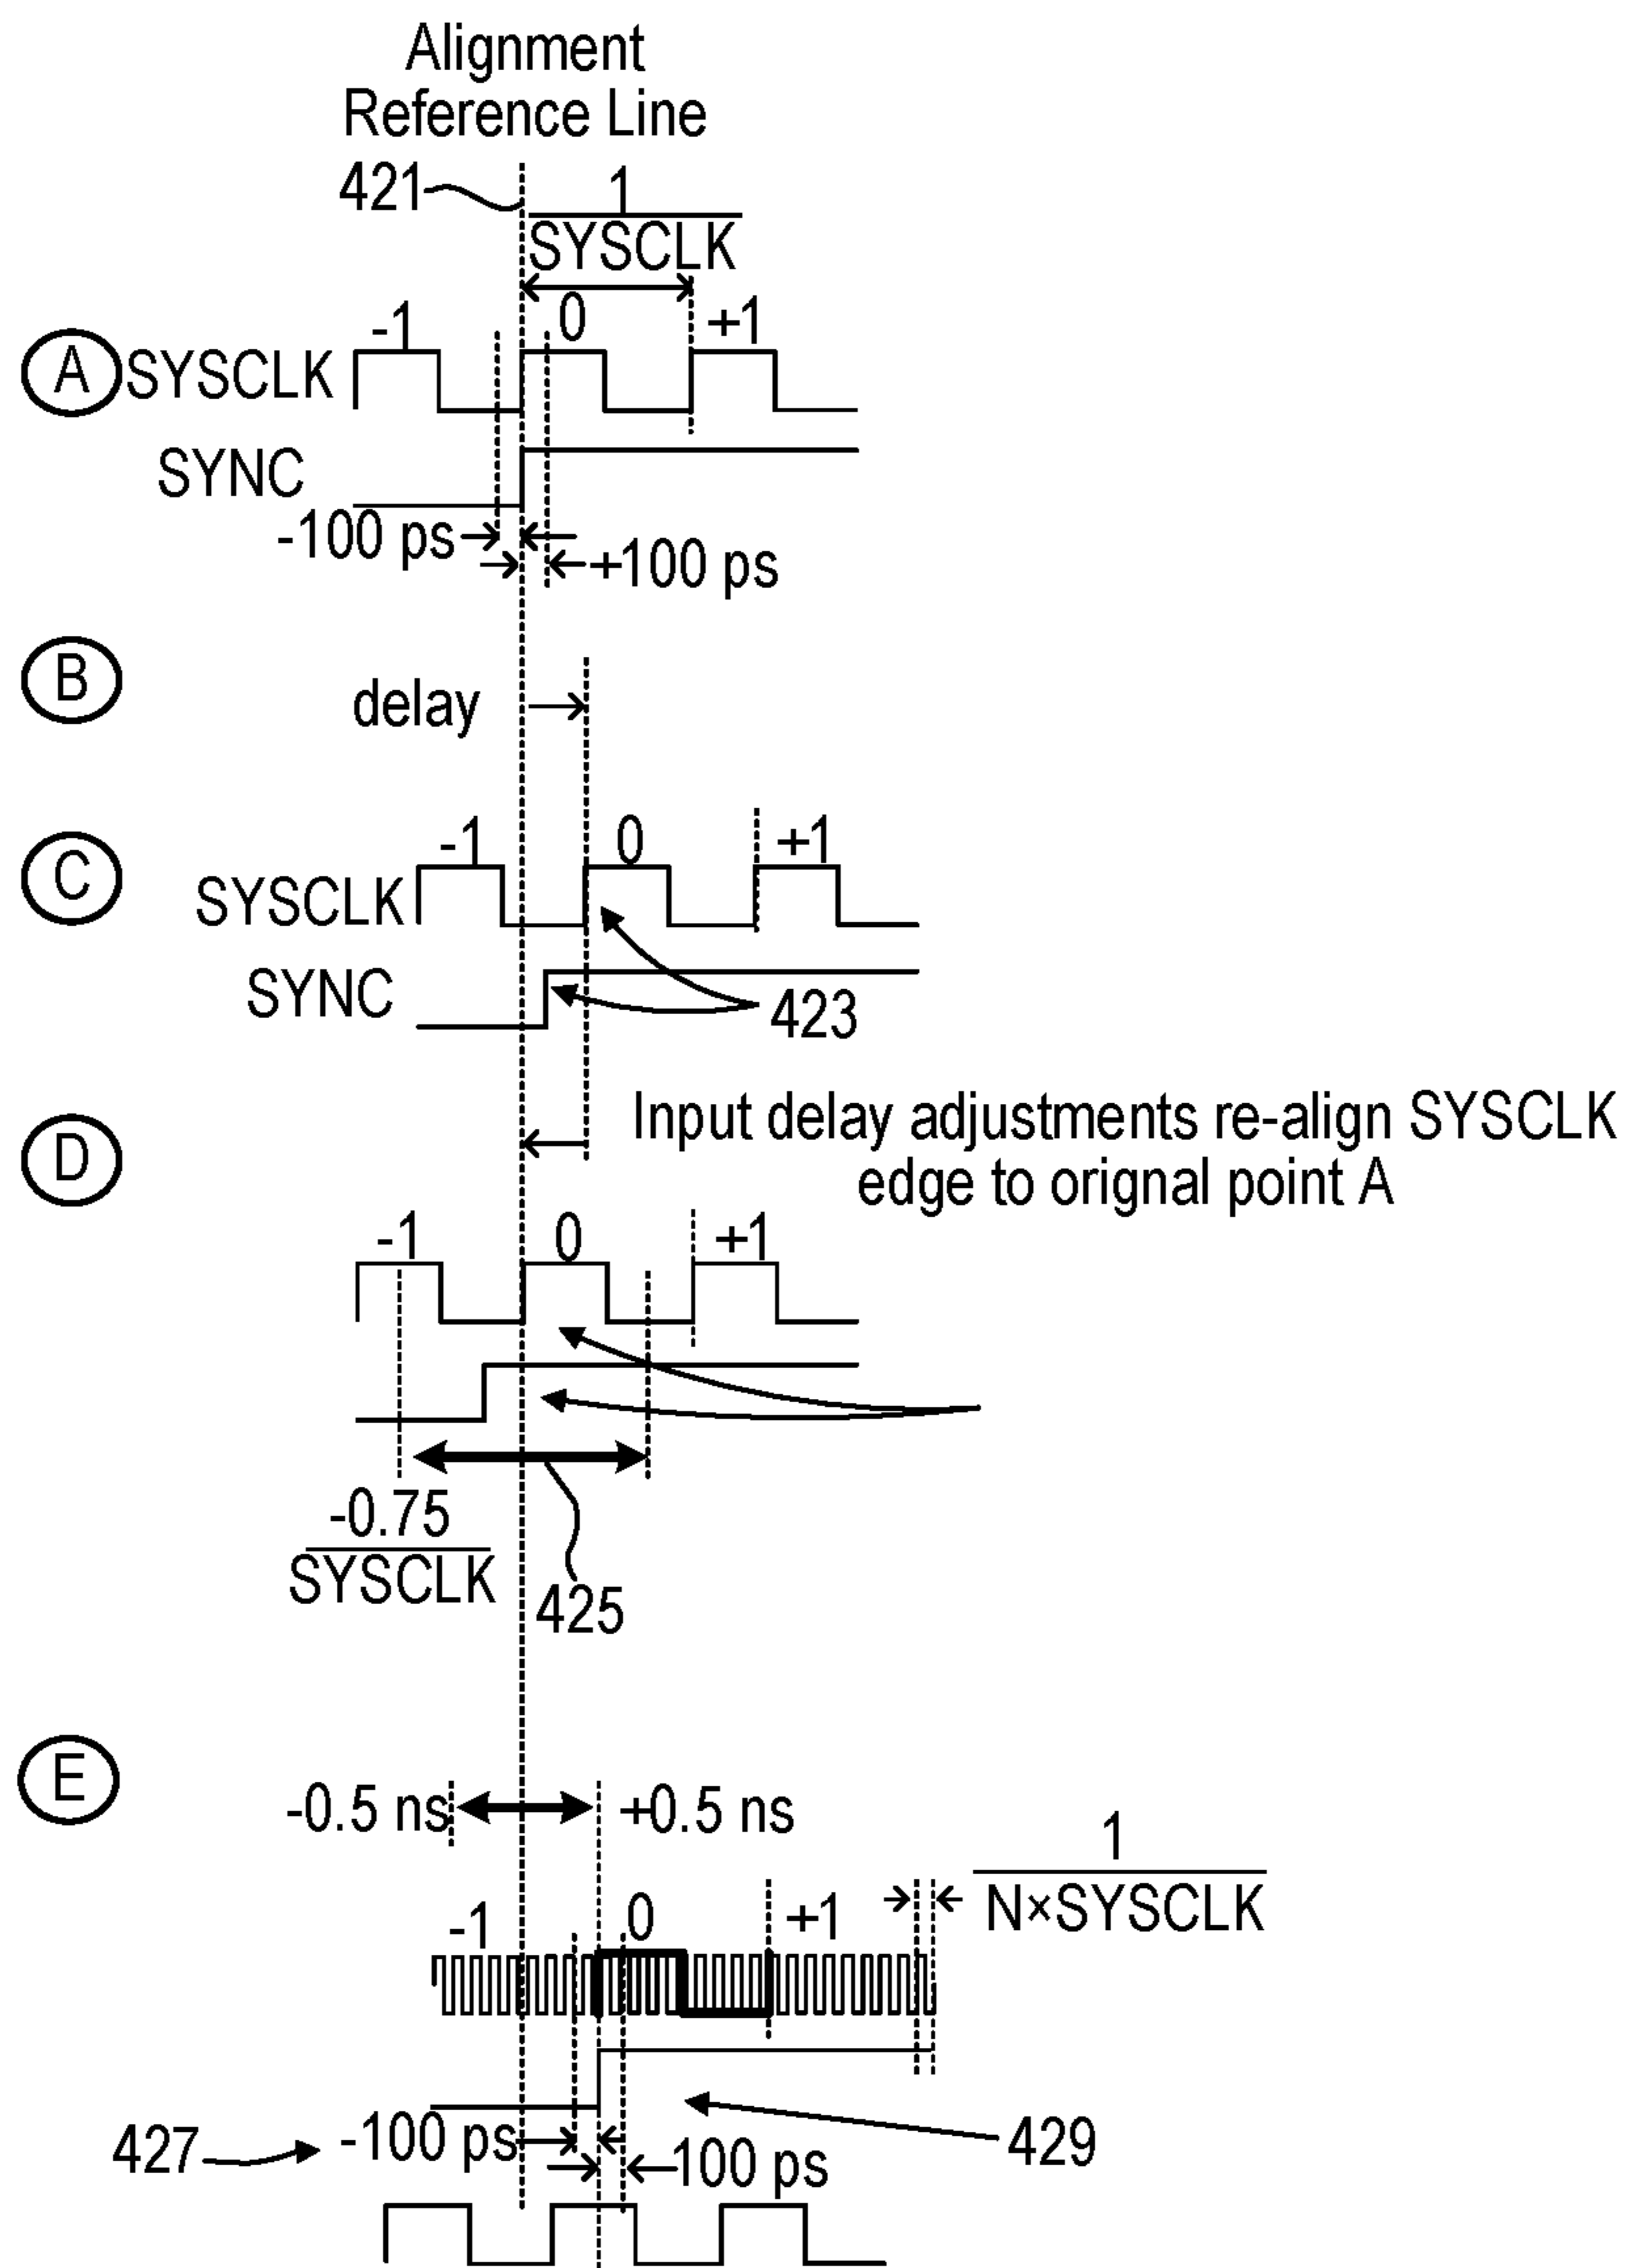 Alignment
Reference Line
421
1
SYSCLK
-1 0 +1
A SYSCLK
SYNC
-100 ps
+100 ps
B
delay
-1 0 +1
C
SYSCLK
SYNC
423
D
Input delay adjustments re-align SYSCLK
edge to orignal point A
-1 0 +1
-0.75
SYSCLK
425
E
-0.5 ns +0.5 ns
1
N×SYSCLK
-1 0 +1
427
-100 ps
100 ps
429